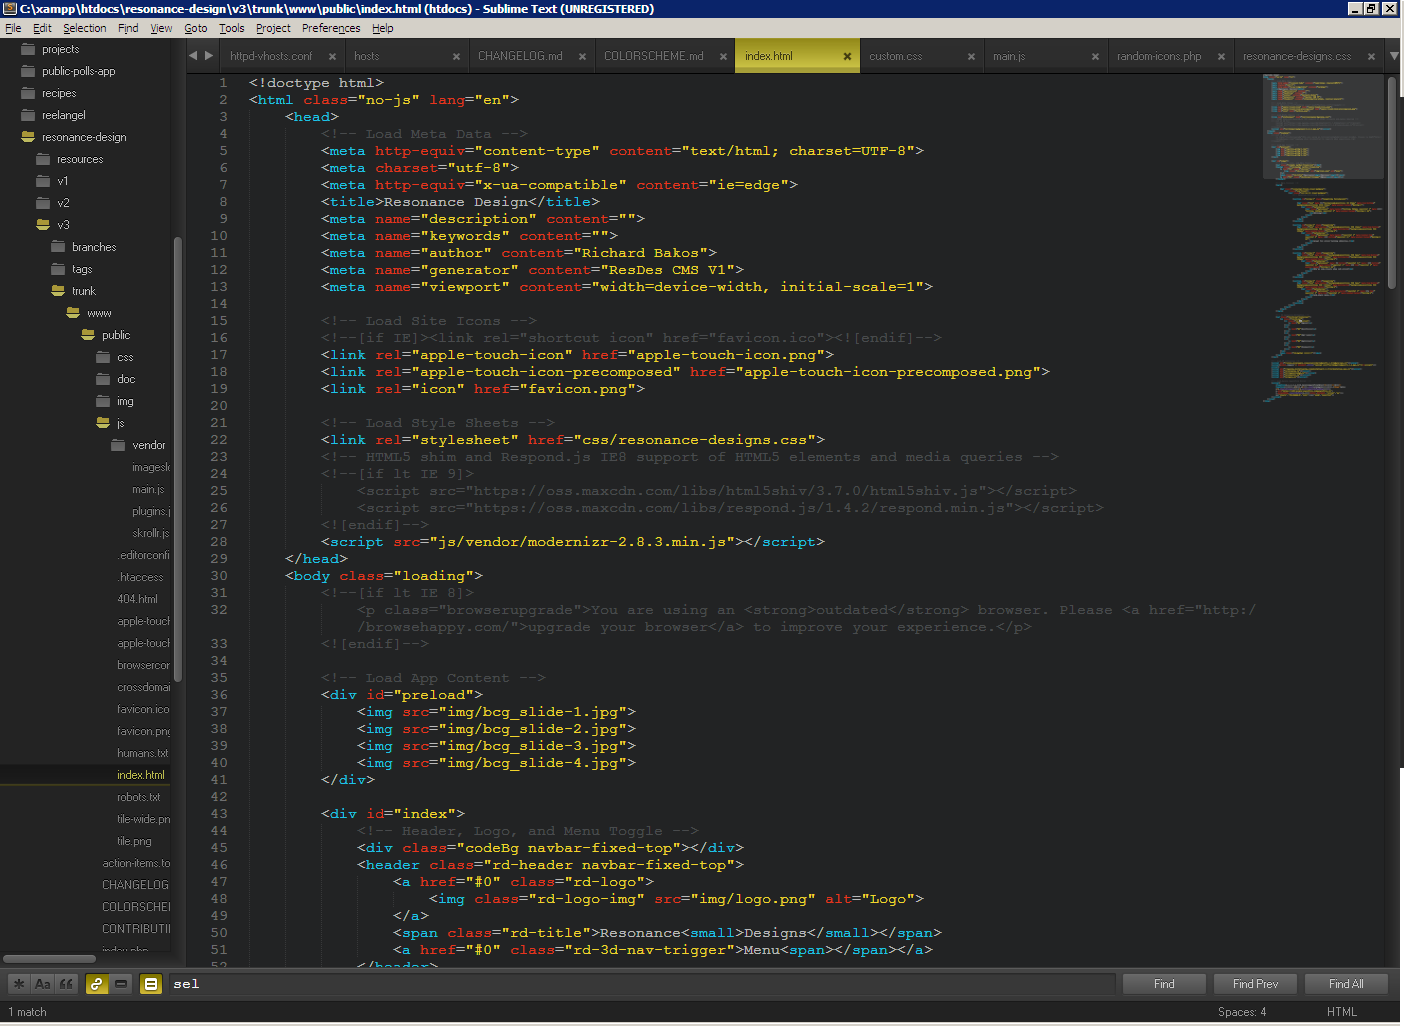 C:\xampp\htdocs\resonance-design\v3\trunk\www\public\index.html (htdocs) - Sublime Text (UNREGISTERED)
File Edit Selection Find View Goto Tools Project Preferences Help
httpd-vhosts.conf hosts CHANGELOG.md COLORSCHEME.md index.html custom.css main.js random-icons.php resonance-designs.css
projects
public-polls-app
recipes
reelangel
resonance-design
resources
v1
v2
v3
branches
tags
trunk
www
public
css
doc
img
js
vendor
imageslo
main.js
plugins.j
skrollr.js
.editorconfi
.htaccess
404.html
apple-touch
apple-touch
browsercon
crossdomai
favicon.ico
favicon.png
humans.txt
index.html
robots.txt
tile-wide.pn
tile.png
action-items.to
CHANGELOG
COLORSCHEI
CONTRIBUTII
index.php
1 <!doctype html>
2 <html class="no-js" lang="en">
3 <head>
4 <!-- Load Meta Data -->
5 <meta http-equiv="content-type" content="text/html; charset=UTF-8">
6 <meta charset="utf-8">
7 <meta http-equiv="x-ua-compatible" content="ie=edge">
8 <title>Resonance Design</title>
9 <meta name="description" content="">
10 <meta name="keywords" content="">
11 <meta name="author" content="Richard Bakos">
12 <meta name="generator" content="ResDes CMS V1">
13 <meta name="viewport" content="width=device-width, initial-scale=1">
14
15 <!-- Load Site Icons -->
16 <!--[if IE]><link rel="shortcut icon" href="favicon.ico"><![endif]-->
17 <link rel="apple-touch-icon" href="apple-touch-icon.png">
18 <link rel="apple-touch-icon-precomposed" href="apple-touch-icon-precomposed.png">
19 <link rel="icon" href="favicon.png">
20
21 <!-- Load Style Sheets -->
22 <link rel="stylesheet" href="css/resonance-designs.css">
23 <!-- HTML5 shim and Respond.js IE8 support of HTML5 elements and media queries -->
24 <!--[if lt IE 9]>
25 <script src="https://oss.maxcdn.com/libs/html5shiv/3.7.0/html5shiv.js"></script>
26 <script src="https://oss.maxcdn.com/libs/respond.js/1.4.2/respond.min.js"></script>
27 <![endif]-->
28 <script src="js/vendor/modernizr-2.8.3.min.js"></script>
29 </head>
30 <body class="loading">
31 <!--[if lt IE 8]>
32 <p class="browserupgrade">You are using an <strong>outdated</strong> browser. Please <a href="http:/
/browsehappy.com/">upgrade your browser</a> to improve your experience.</p>
33 <![endif]-->
34
35 <!-- Load App Content -->
36 <div id="preload">
37 <img src="img/bcg_slide-1.jpg">
38 <img src="img/bcg_slide-2.jpg">
39 <img src="img/bcg_slide-3.jpg">
40 <img src="img/bcg_slide-4.jpg">
41 </div>
42
43 <div id="index">
44 <!-- Header, Logo, and Menu Toggle -->
45 <div class="codeBg navbar-fixed-top"></div>
46 <header class="rd-header navbar-fixed-top">
47 <a href="#0" class="rd-logo">
48 <img class="rd-logo-img" src="img/logo.png" alt="Logo">
49 </a>
50 <span class="rd-title">Resonance<small>Designs</small></span>
51 <a href="#0" class="rd-3d-nav-trigger">Menu<span></span></a>
52 </header>
sel
Find Find Prev Find All
1 match Spaces: 4 HTML